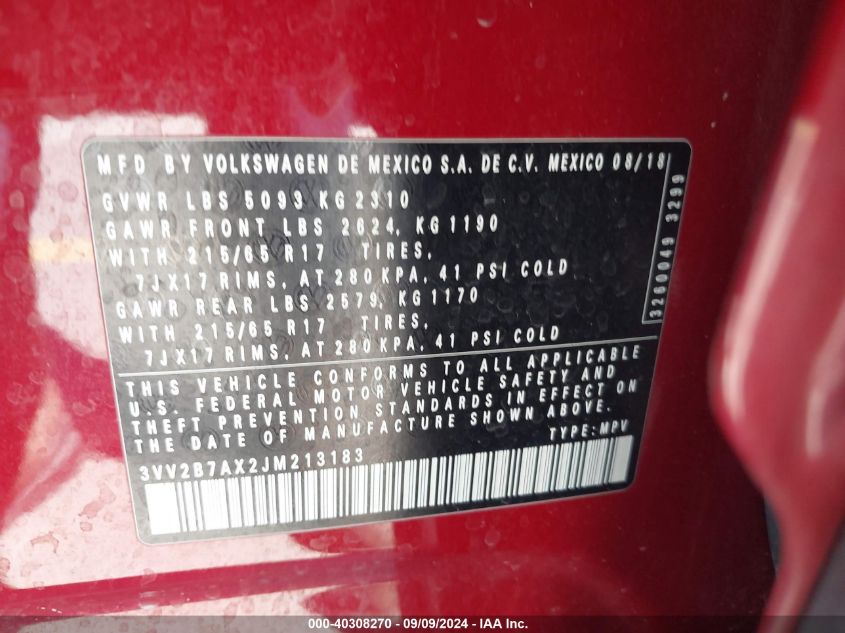 MFD BY VOLKSWAGEN DE MEXICO S.A. DE C.V. MEXICO 08/18
GVWR LBS 5093 KG 2310
GAWR FRONT LBS 2624, KG 1190
WITH 215/65 R17 TIRES,
7JX17 RIMS, AT 280 KPA, 41 PSI COLD
GAWR REAR LBS 2579, KG 1170
WITH 215/65 R17 TIRES,
7JX17 RIMS, AT 280 KPA, 41 PSI COLD
3260049 3299
THIS VEHICLE CONFORMS TO ALL APPLICABLE
U.S. FEDERAL MOTOR VEHICLE SAFETY AND
THEFT PREVENTION STANDARDS IN EFFECT ON
THE DATE OF MANUFACTURE SHOWN ABOVE.
TYPE: MPV
3VV2B7AX2JM213183
000-40308270 - 09/09/2024 - IAA Inc.